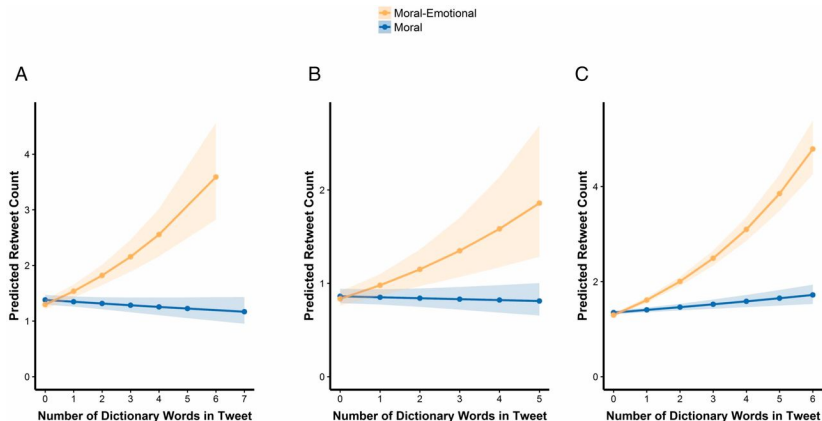 Moral-Emotional
Moral
A
B
C
Predicted Retweet Count
4
3
2
1
0
0 1 2 3 4 5 6 7
Number of Dictionary Words in Tweet
Predicted Retweet Count
2
1
0
0 1 2 3 4 5
Number of Dictionary Words in Tweet
Predicted Retweet Count
4
2
0
0 1 2 3 4 5 6
Number of Dictionary Words in Tweet